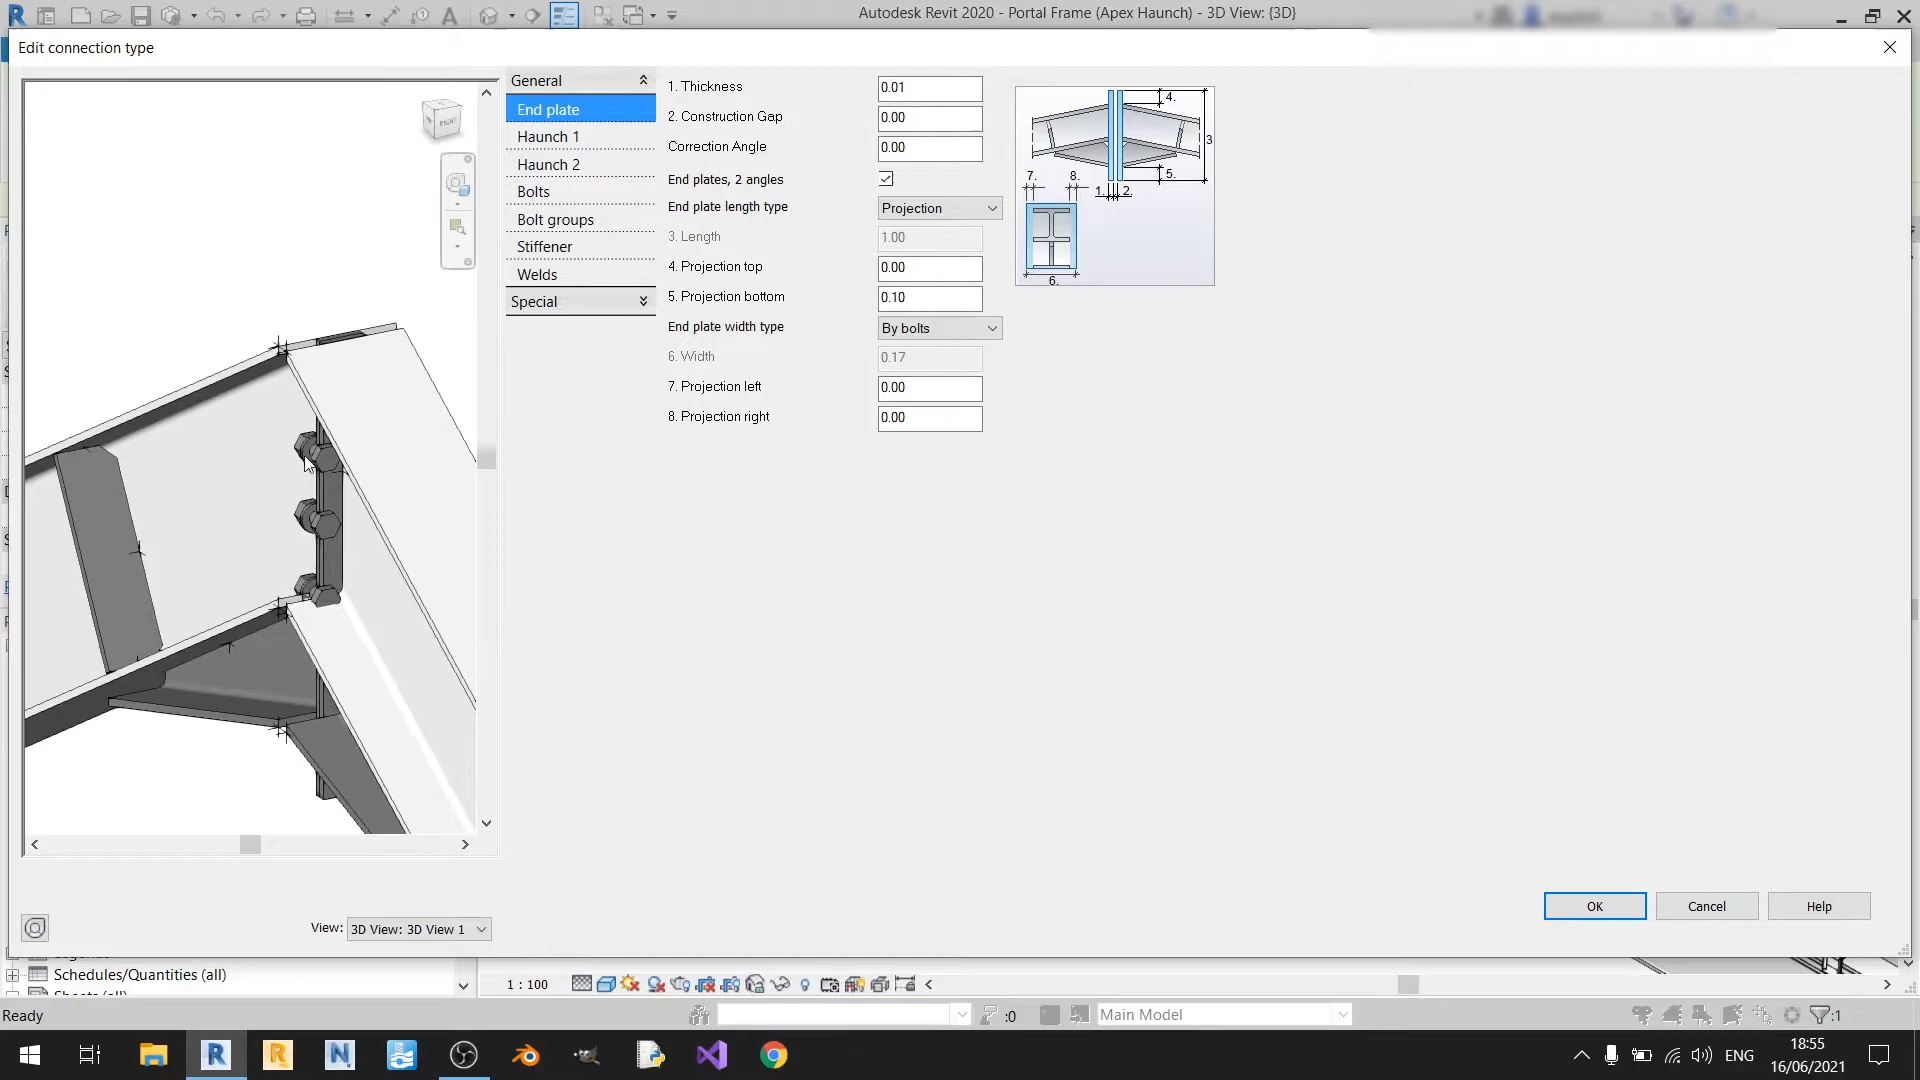 Autodesk Revit 2020 - Portal Frame (Apex Haunch) - 3D View: {3D}
Edit connection type
RIGHT
General
End plate
Haunch 1
Haunch 2
Bolts
Bolt groups
Stiffener
Welds
Special
1. Thickness 0.01
2. Construction Gap 0.00
Correction Angle 0.00
End plates, 2 angles
End plate length type Projection
3. Length 1.00
4. Projection top 0.00
5. Projection bottom 0.10
End plate width type By bolts
6. Width 0.17
7. Projection left 0.00
8. Projection right 0.00
4.
3
5.
7. 8.
1. 2.
6.
OK Cancel Help
View: 3D View: 3D View 1
Schedules/Quantities (all)
Sheets (all)
1 : 100
Ready
:0
Main Model
:1
ENG
18:55
16/06/2021